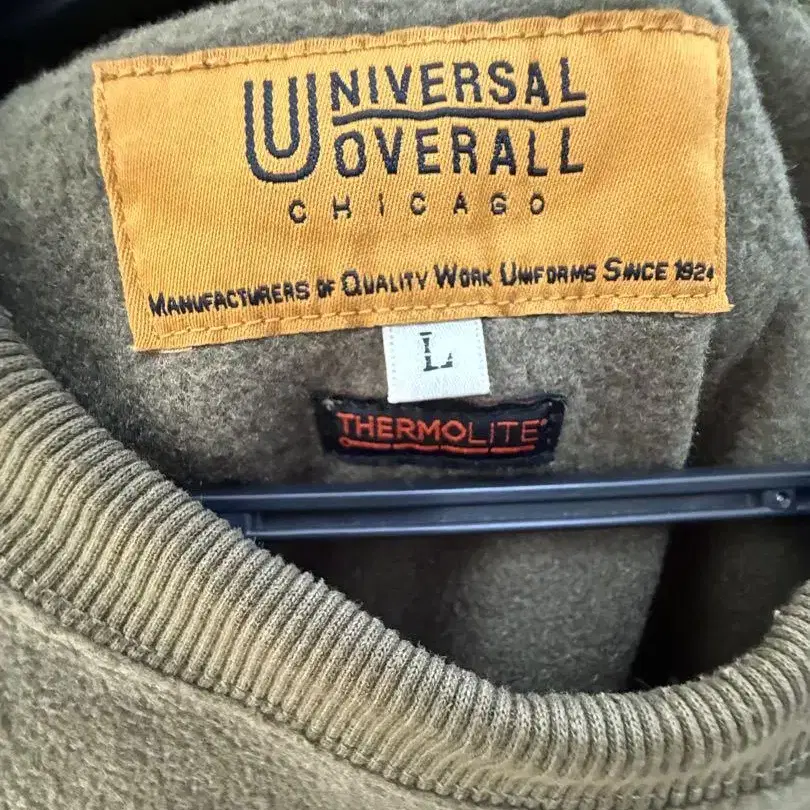 UNIVERSAL
OVERALL
CHICAGO
MANUFACTURERS OF QUALITY WORK UNIFORMS SINCE 1924
L
THERMOLITE